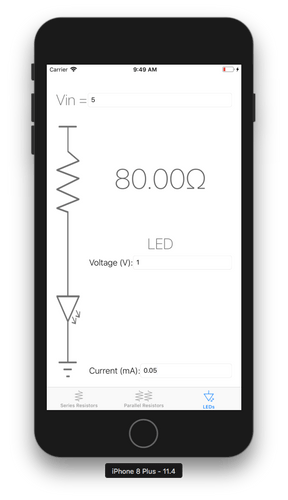 Carrier 9:49 AM
Vin = 5
80.00Ω
LED
Voltage (V): 1
Current (mA): 0.05
Series Resistors Parallel Resistors LEDs
iPhone 8 Plus - 11.4